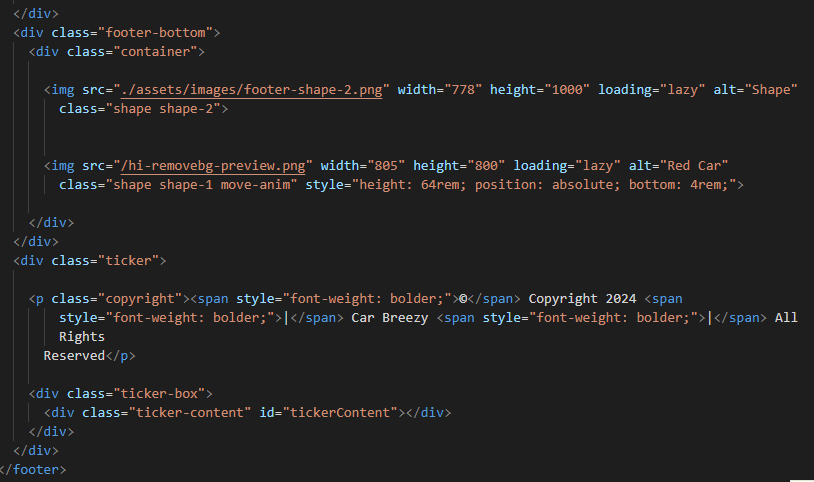 </div>
<div class="footer-bottom">
<div class="container">
<img src="./assets/images/footer-shape-2.png" width="778" height="1000" loading="lazy" alt="Shape"
class="shape shape-2">
<img src="/hi-removebg-preview.png" width="805" height="800" loading="lazy" alt="Red Car"
class="shape shape-1 move-anim" style="height: 64rem; position: absolute; bottom: 4rem;">
</div>
</div>
<div class="ticker">
<p class="copyright"><span style="font-weight: bolder;">©</span> Copyright 2024 <span
style="font-weight: bolder;">|</span> Car Breezy <span style="font-weight: bolder;">|</span> All
Rights
Reserved</p>
<div class="ticker-box">
<div class="ticker-content" id="tickerContent"></div>
</div>
</div>
</footer>